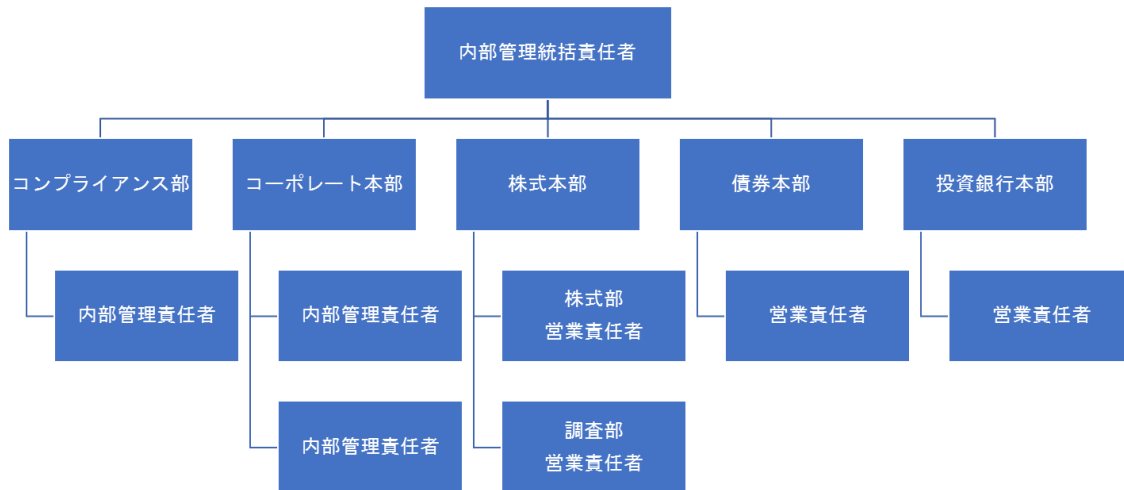 内部管理統括責任者
コンプライアンス部
コーポレート本部
株式本部
債券本部
投資銀行本部
内部管理責任者
内部管理責任者
株式部
営業責任者
営業責任者
営業責任者
内部管理責任者
調査部
営業責任者